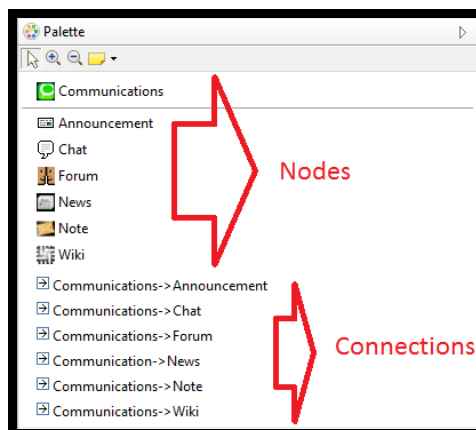 Palette
Communications
Announcement
Chat
Forum
News
Note
Wiki
Nodes
Communications->Announcement
Communications->Chat
Communications->Forum
Communication->News
Communications->Note
Communications->Wiki
Connections